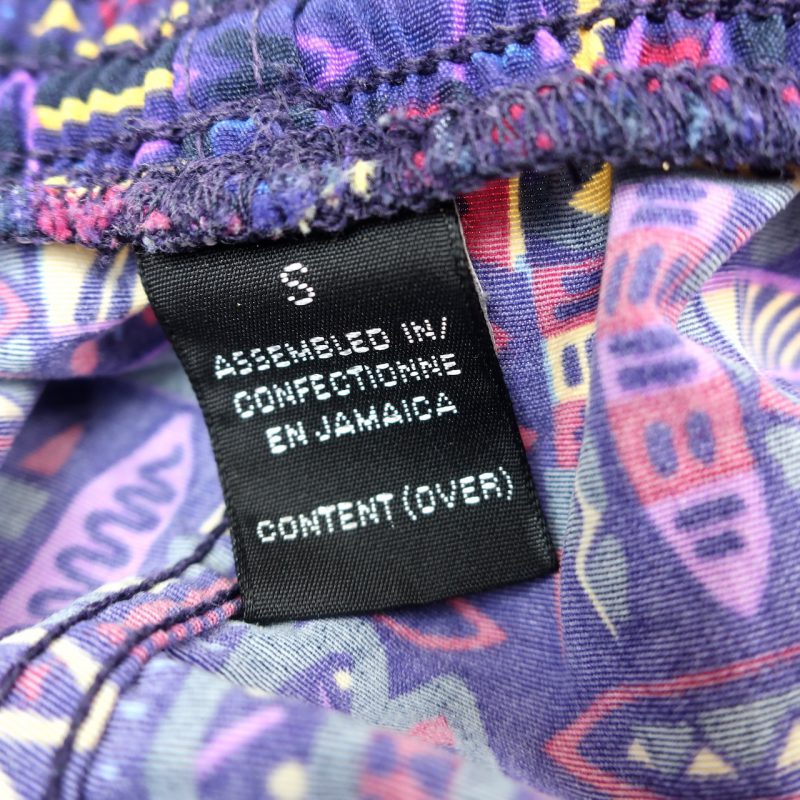 S
ASSEMBLED IN/
CONFECTIONNE
EN JAMAICA
CONTENT (OVER)